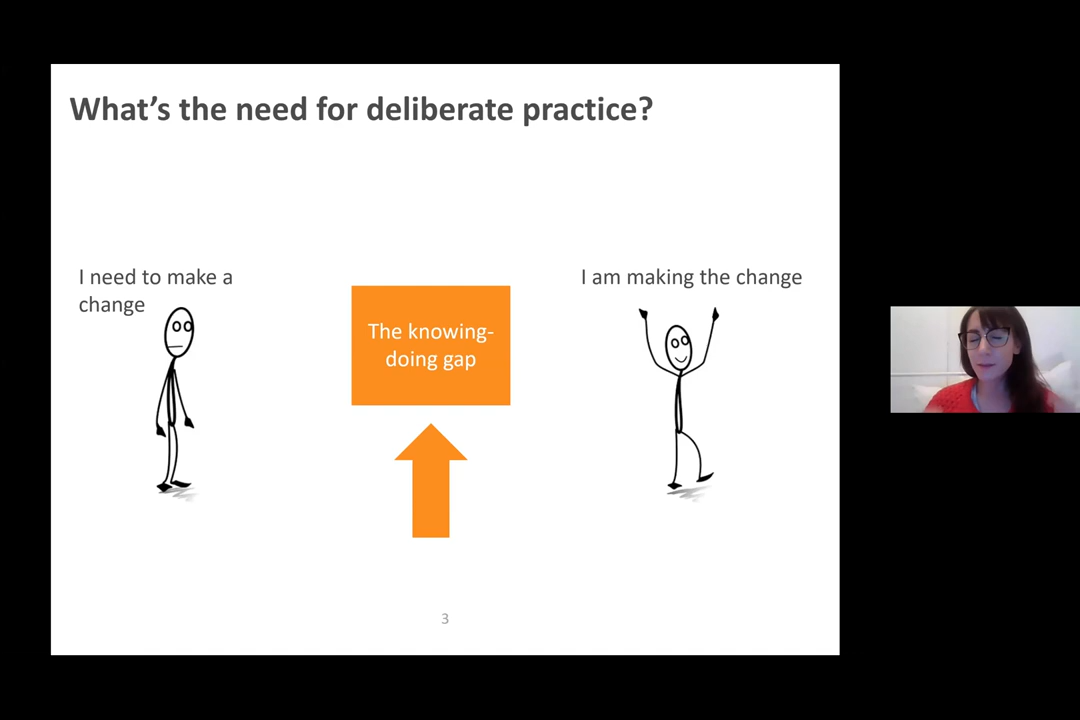 What’s the need for deliberate practice?
I need to make a
change
The knowing-
doing gap
I am making the change
3